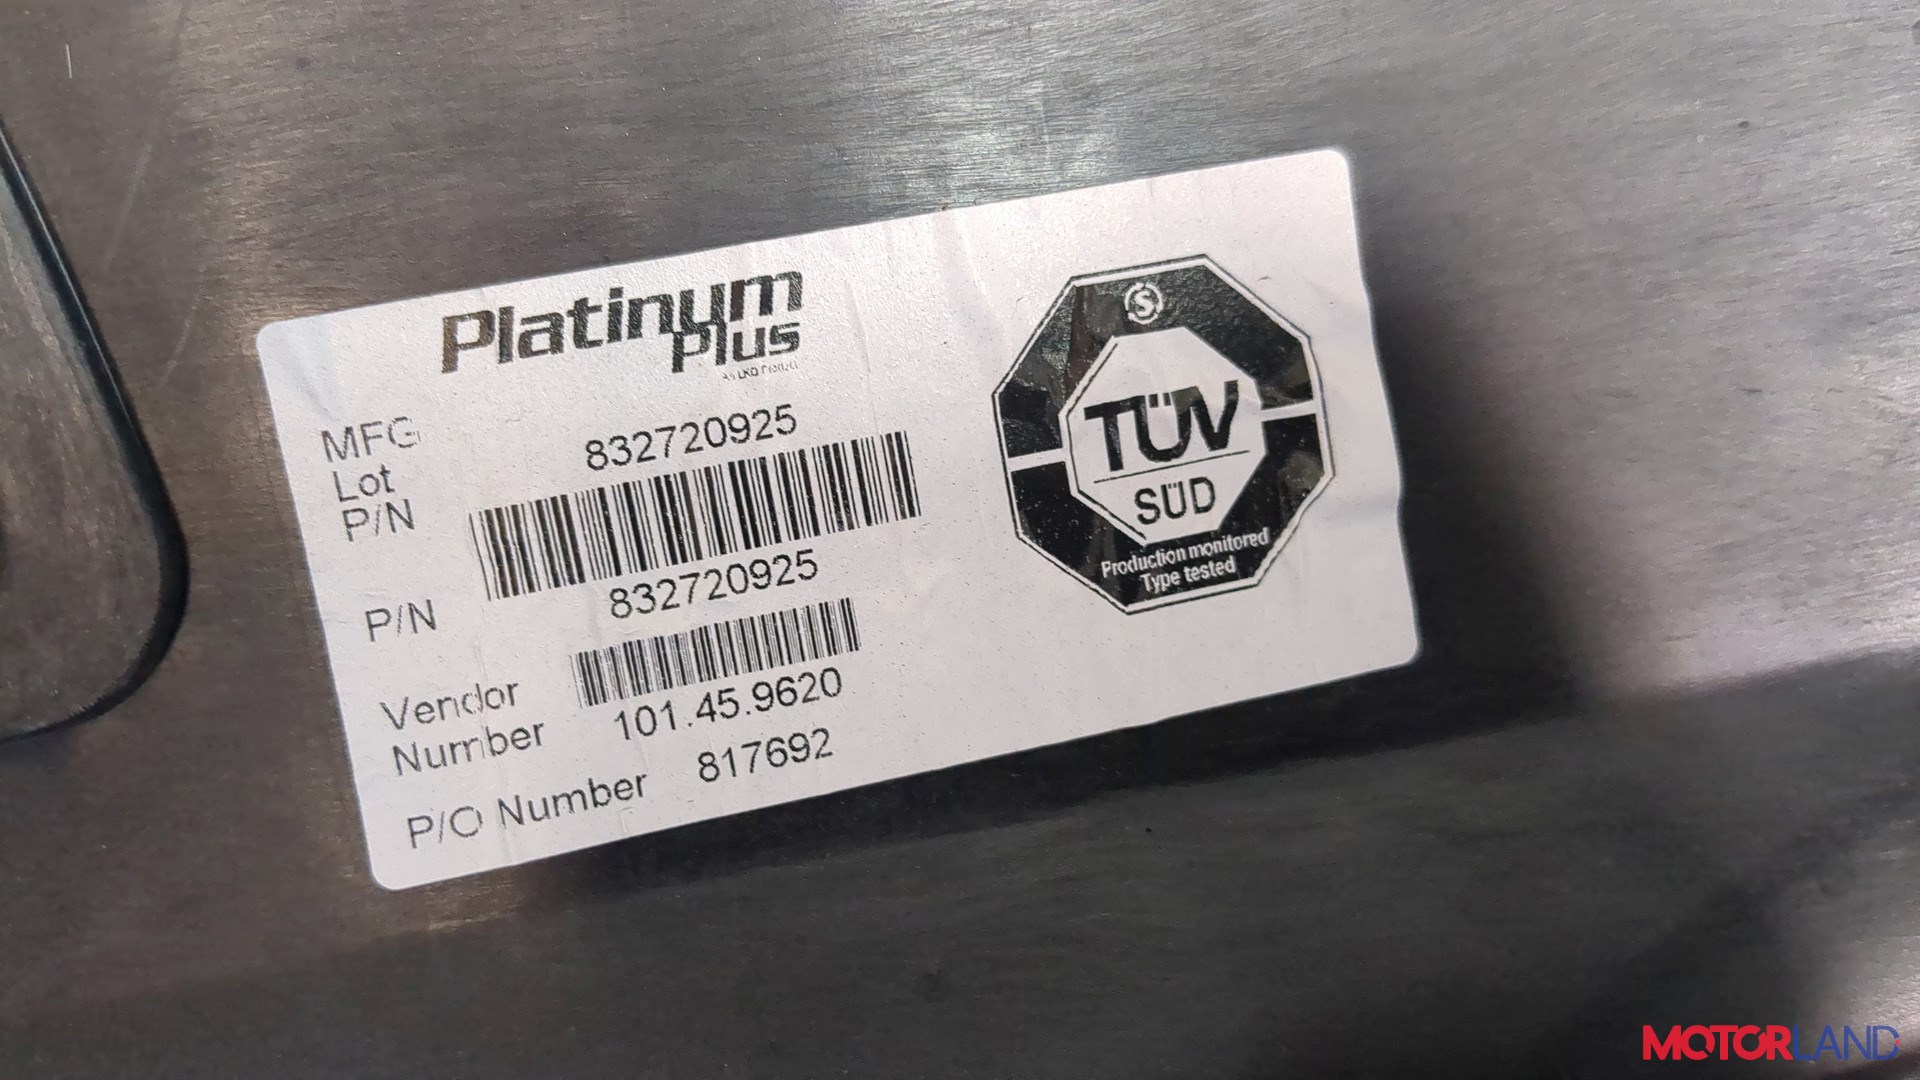 Platinum
Plus
MFG
Lot
P/N
832720925
P/N
832720925
Vendor
Number
101.45.9620
P/O Number 817692
S
TÜV
SÜD
Production monitored
Type tested
MOTORLAND